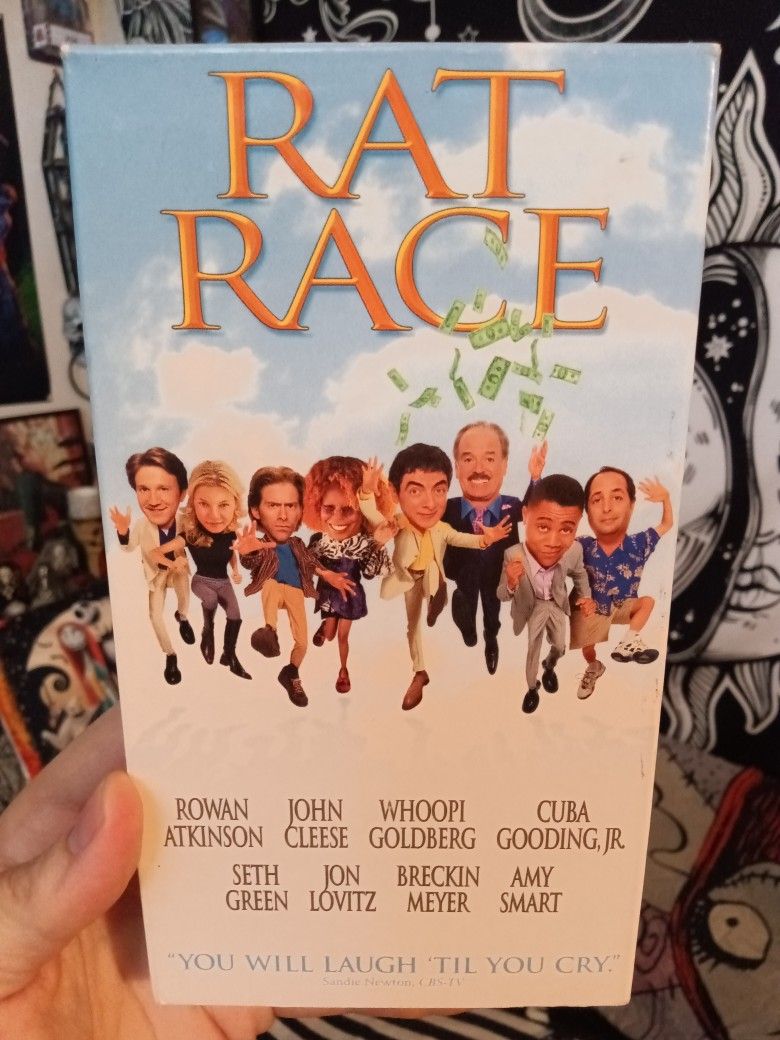 RAT
RACE
ROWAN JOHN WHOOPI CUBA
ATKINSON CLEESE GOLDBERG GOODING, JR.
SETH JON BRECKIN AMY
GREEN LOVITZ MEYER SMART
"YOU WILL LAUGH 'TIL YOU CRY."
Sandie Newton, CBS-TV